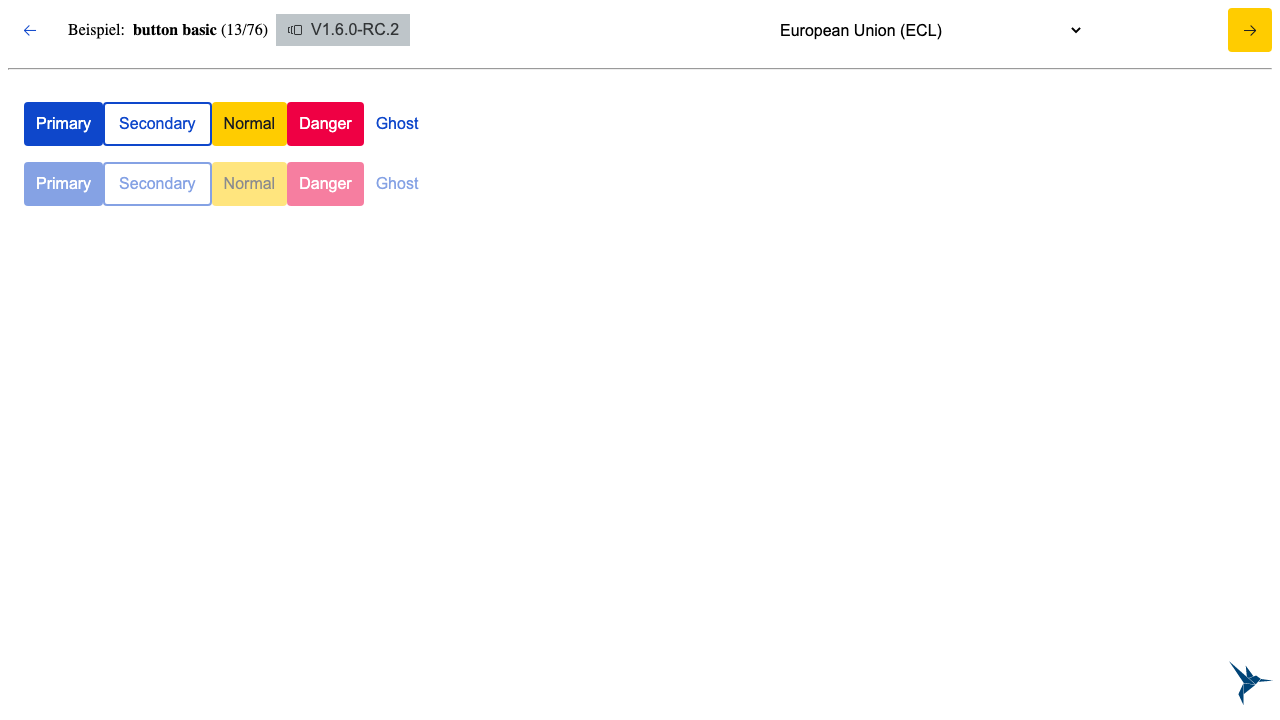 Beispiel: button basic (13/76) V1.6.0-RC.2 European Union (ECL)
Primary Secondary Normal Danger Ghost
Primary Secondary Normal Danger Ghost